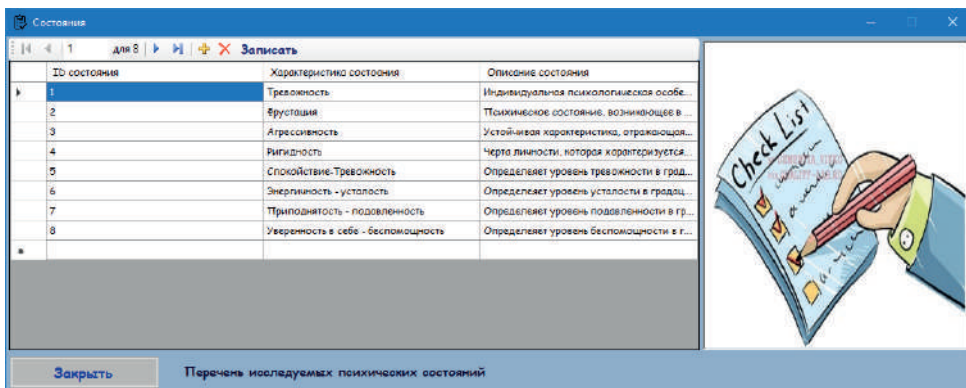 Состояния
1 для 8 Записать
ID состояния Характеристика состояния Описание состояния
1 Тревожность Индивидуальная психологическая особе...
2 Фрустация Психическое состояние, возникающее в ...
3 Агрессивность Устойчивая характеристика, отражающая...
4 Ригидность Черта личности, которая характеризуется...
5 Спокойствие-Тревожность Определяет уровень тревожности в град...
6 Энергичность - усталость Определяет уровень усталости в градац...
7 Приподнятость - подавленность Определяет уровень подавленности в гр...
8 Уверенность в себе - беспомощность Определяет уровень беспомощности в г...
Check List
Закрыть Перечень исследуемых психических состояний